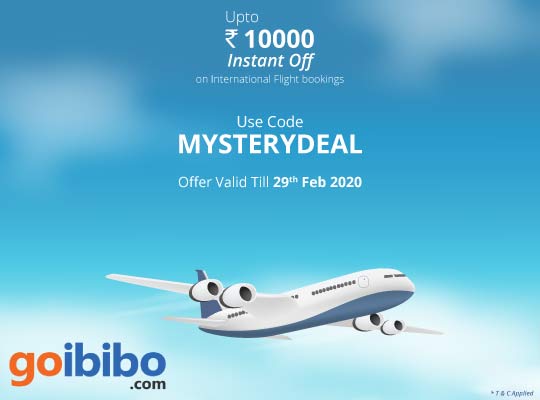 Upto
₹ 10000
Instant Off
on International Flight bookings
Use Code
MYSTERYDEAL
Offer Valid Till 29th Feb 2020
goibibo
.com
* T & C Applied